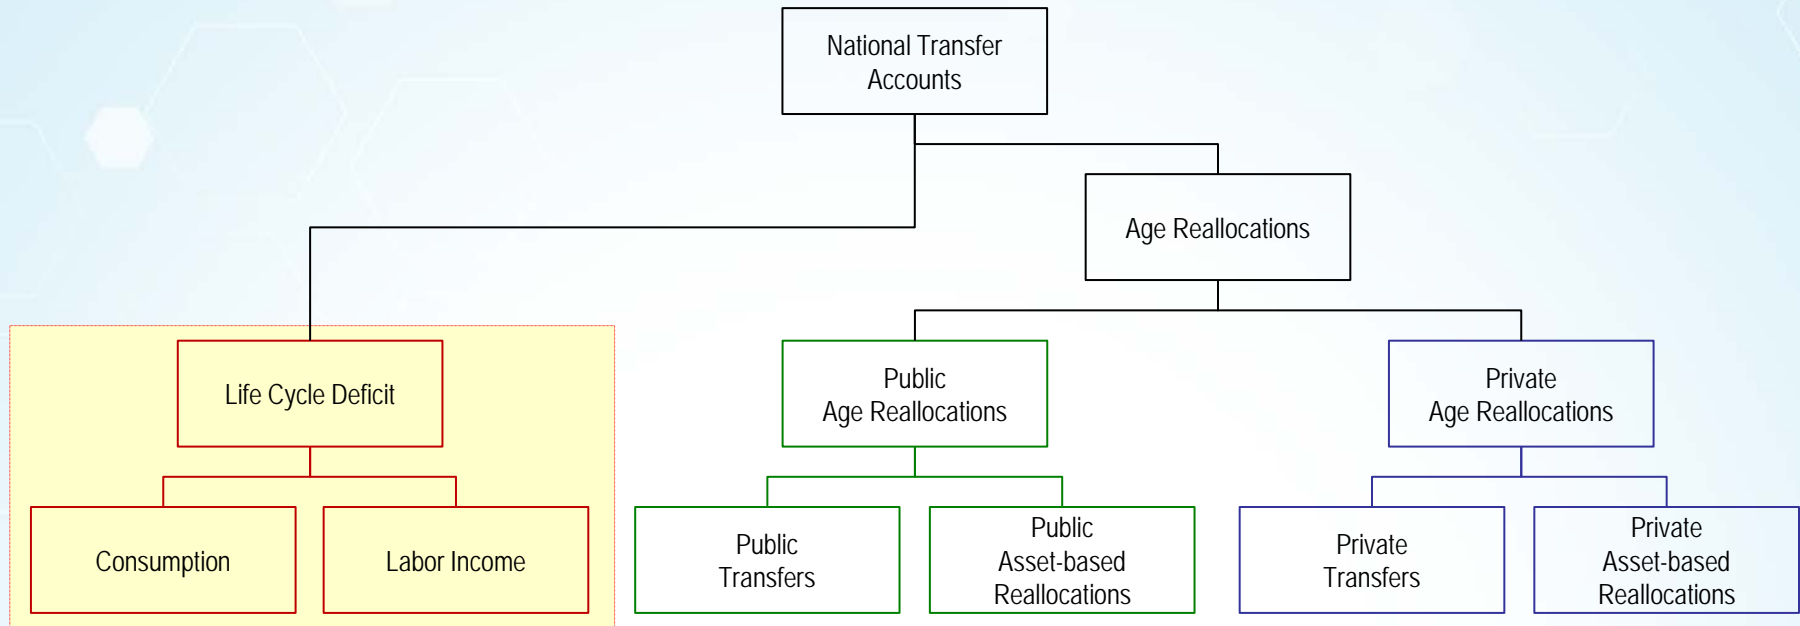 National Transfer
Accounts
Age Reallocations
Life Cycle Deficit
Public
Age Reallocations
Private
Age Reallocations
Consumption
Labor Income
Public
Transfers
Public
Asset-based
Reallocations
Private
Transfers
Private
Asset-based
Reallocations